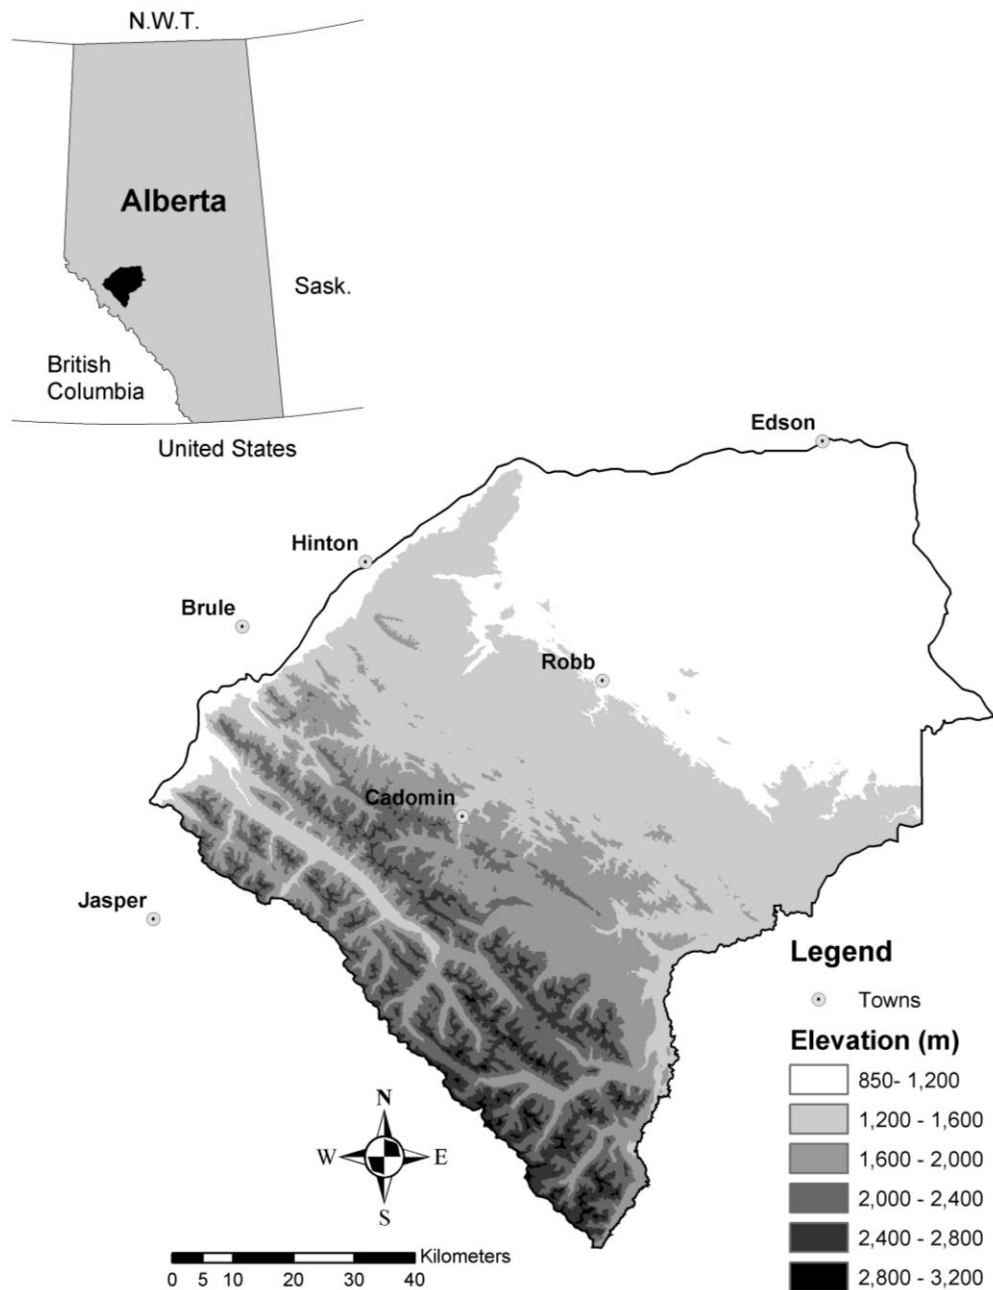 N.W.T.
Alberta
Sask.
British
Columbia
United States
Edson
Hinton
Brule
Robb
Cadomin
Jasper
Legend
Towns
Elevation (m)
850- 1,200
1,200 - 1,600
1,600 - 2,000
2,000 - 2,400
2,400 - 2,800
2,800 - 3,200
N
W E
S
Kilometers
0 5 10 20 30 40